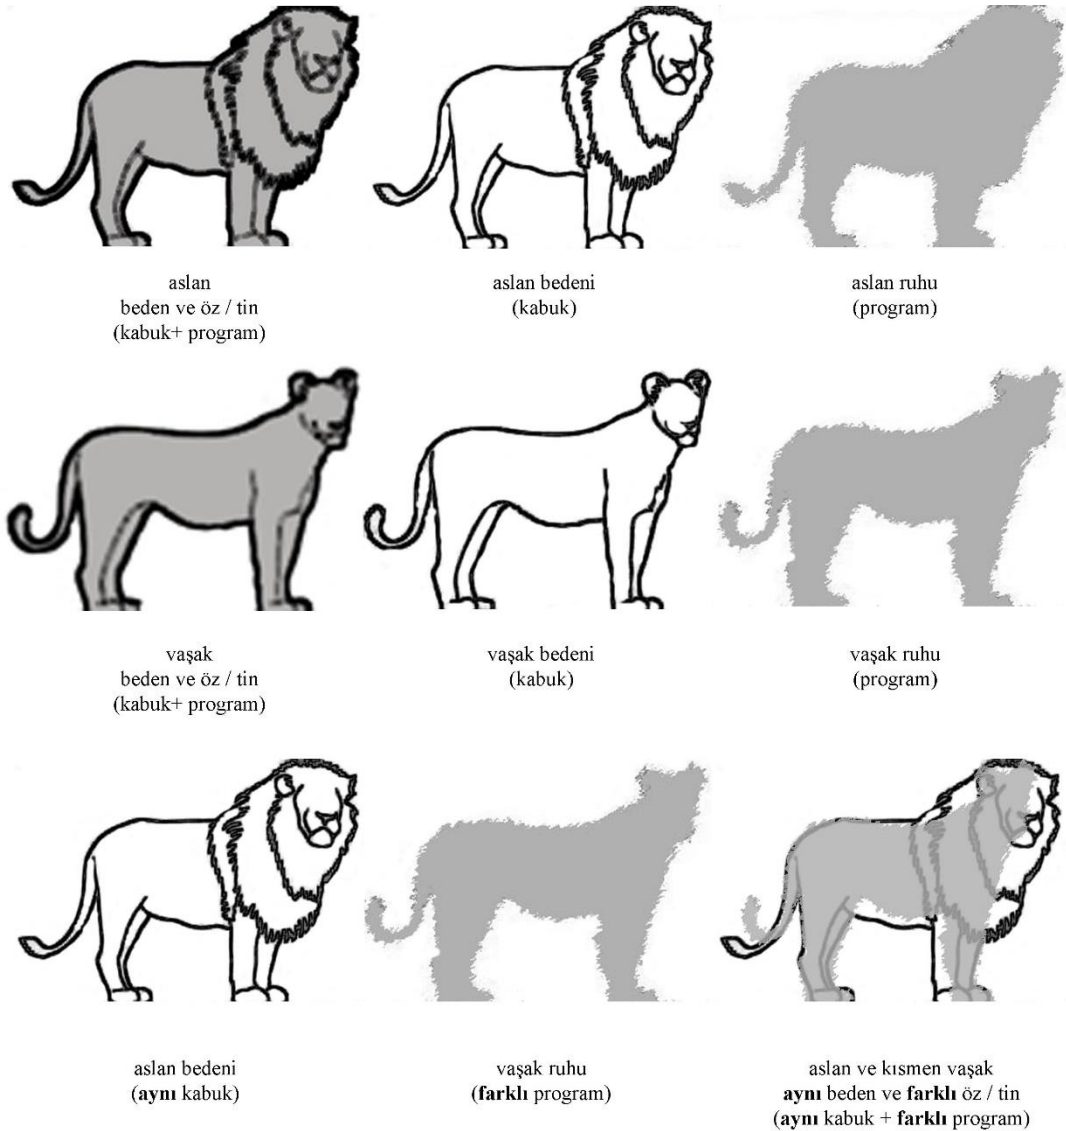 aslan
beden ve öz / tin
(kabuk+ program)
aslan bedeni
(kabuk)
aslan ruhu
(program)
vaşak
beden ve öz / tin
(kabuk+ program)
vaşak bedeni
(kabuk)
vaşak ruhu
(program)
aslan bedeni
(aynı kabuk)
vaşak ruhu
(farklı program)
aslan ve kısmen vaşak
aynı beden ve farklı öz / tin
(aynı kabuk + farklı program)